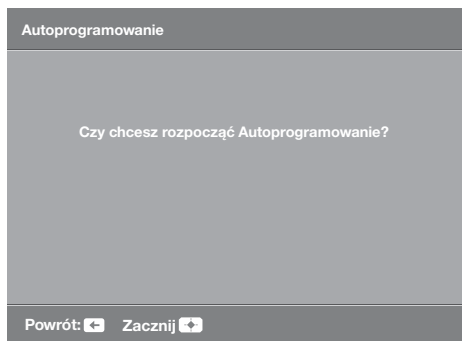 Autoprogramowanie
Czy chcesz rozpocząć Autoprogramowanie?
Powrót: Zacznij